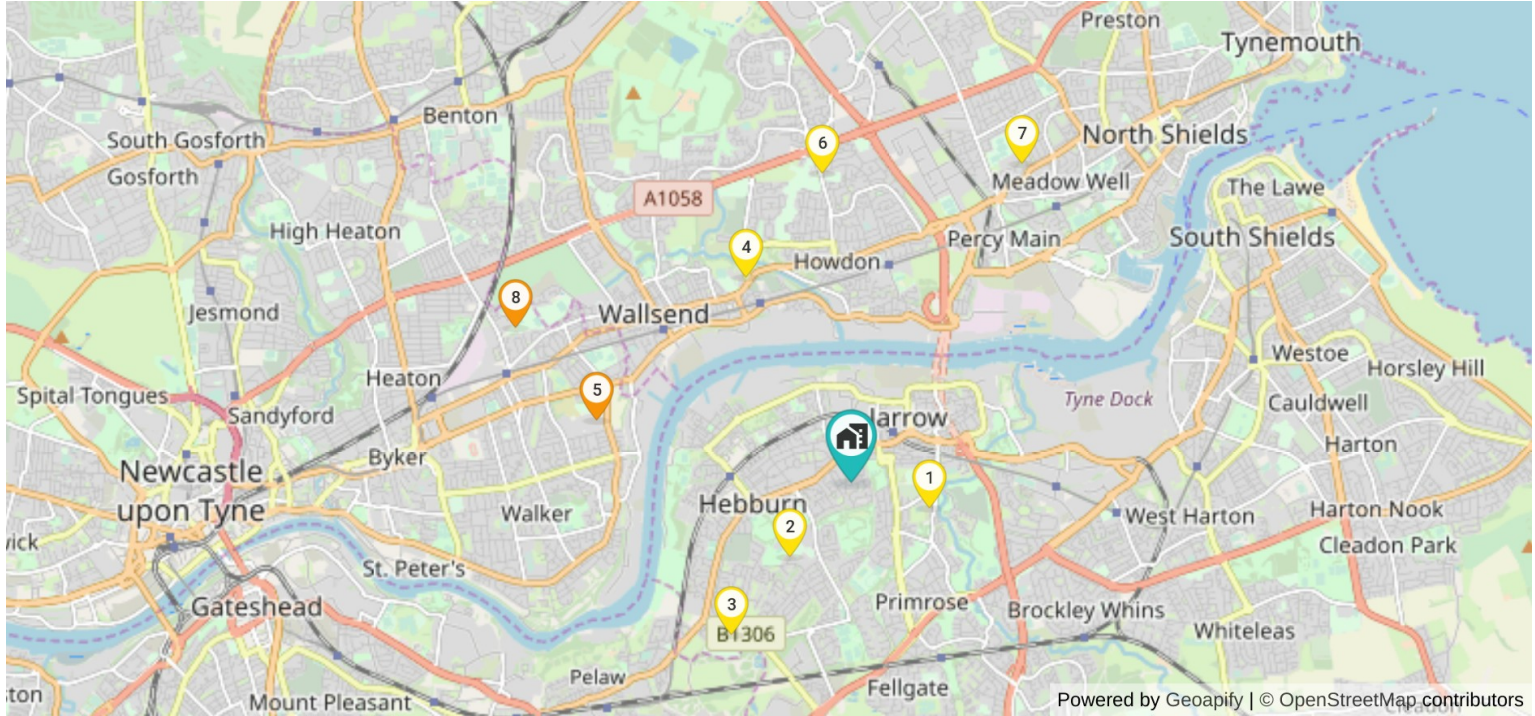 Preston
Tynemouth
Benton
South Gosforth
Gosforth
6
7
North Shields
Meadow Well
The Lawe
A1058
High Heaton
4
Howdon
Percy Main
South Shields
8
Jesmond
Wallsend
Westoe
Horsley Hill
Heaton
5
Spital Tongues
Sandyford
Jarrow
Tyne Dock
Cauldwell
Harton
Byker
Newcastle
upon Tyne
1
Hebburn
2
Walker
West Harton
Harton Nook
Cleadon Park
wick
St. Peter's
Gateshead
3
B1306
Primrose
Brockley Whins
Whiteleas
Pelaw
Fellgate
ston
Mount Pleasant
Powered by Geoapify | © OpenStreetMap contributors